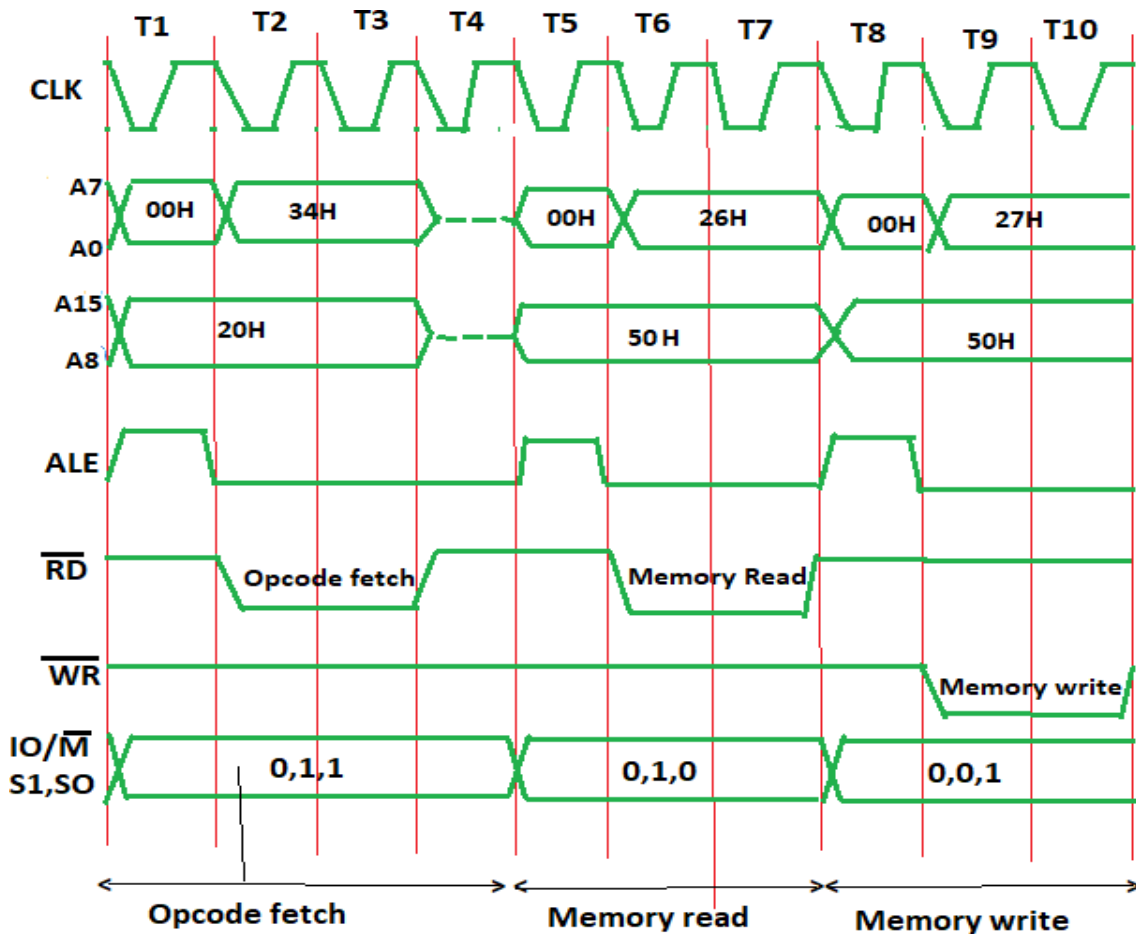 T1 T2 T3 T4 T5 T6 T7 T8 T9 T10
CLK
A7
00H 34H 00H 26H 00H 27H
A0
A15
20H 50 H 50H
A8
ALE
RD Opcode fetch Memory Read
WR Memory write
IO/M
0,1,1 0,1,0 0,0,1
S1,SO
Opcode fetch Memory read Memory write